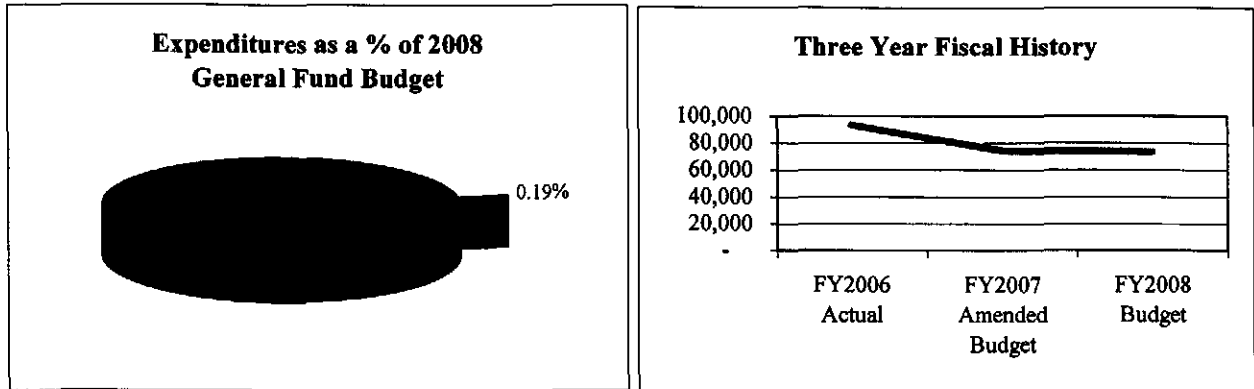 Expenditures as a % of 2008
General Fund Budget
0.19%
Three Year Fiscal History
100,000
80,000
60,000
40,000
20,000
-
FY2006
Actual
FY2007
Amended
Budget
FY2008
Budget